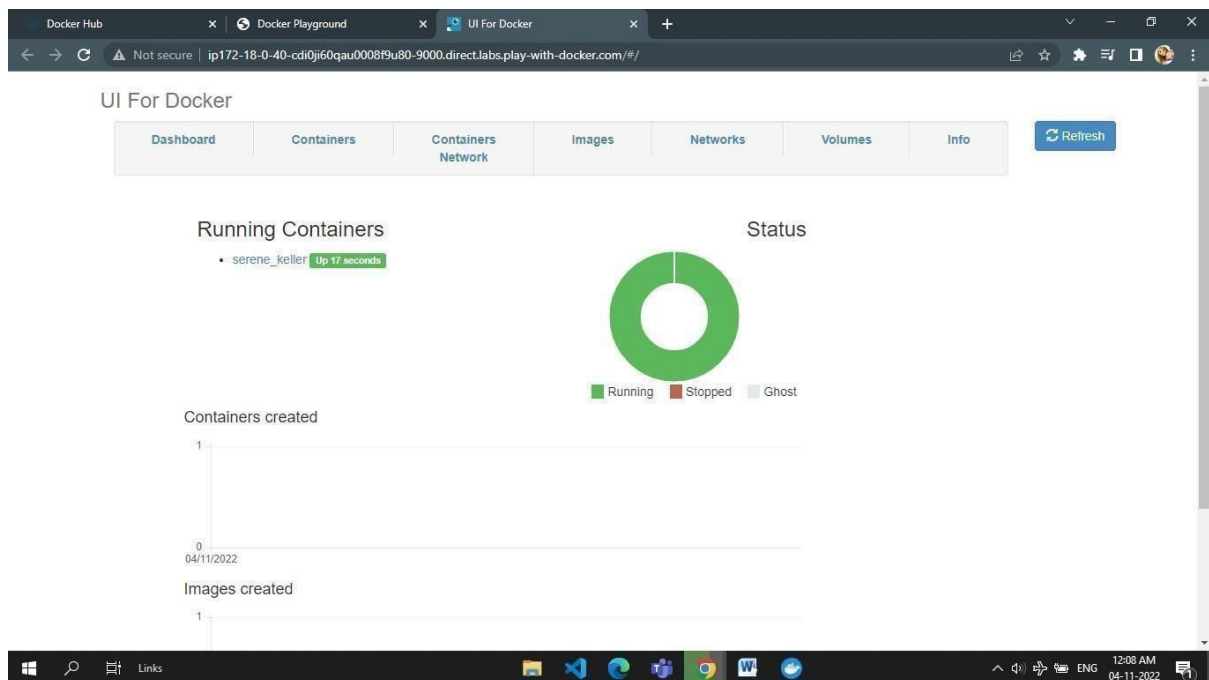 Docker Hub
Docker Playground
UI For Docker
Not secure | ip172-18-0-40-cdi0ji60qau0008f9u80-9000.direct.labs.play-with-docker.com/#/
UI For Docker
Dashboard
Containers
Containers
Network
Images
Networks
Volumes
Info
Refresh
Running Containers
serene_keller Up 17 seconds
Status
Running Stopped Ghost
Containers created
1
0
04/11/2022
Images created
1
Links
ENG
12:08 AM
04-11-2022